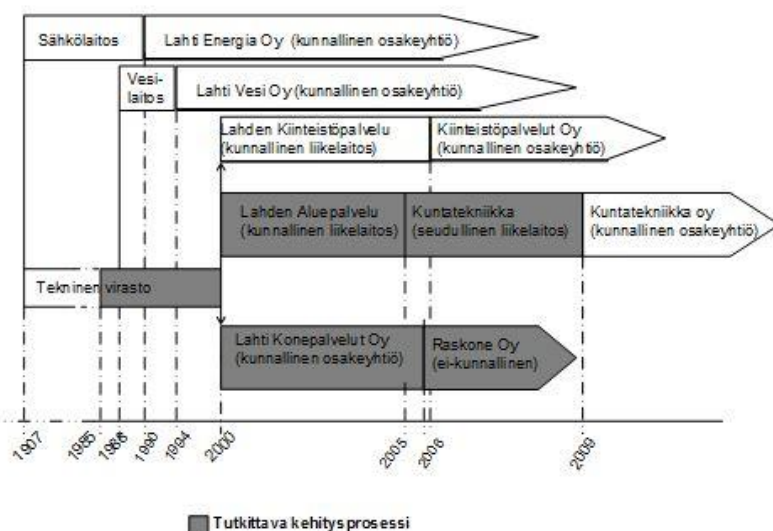 Sähkölaitos
Lahti Energia Oy (kunnallinen osakeyhtiö)
Vesi-
laitos
Lahti Vesi Oy (kunnallinen osakeyhtiö)
Lahden Kiinteistöpalvelu
(kunnallinen liikelaitos)
Kiinteistöpalvelut Oy
(kunnallinen osakeyhtiö)
Lahden Aluepalvelu
(kunnallinen liikelaitos)
Kuntatekniikka
(seudullinen liikelaitos)
Kuntatekniikka oy
(kunnallinen osakeyhtiö)
Tekninen virasto
Lahti Konepalvelut Oy
(kunnallinen osakeyhtiö)
Raskone Oy
(ei-kunnallinen)
1907
1985
1988
1990
1994
2000
2005
2006
2009
Tutkittava kehitysprosessi